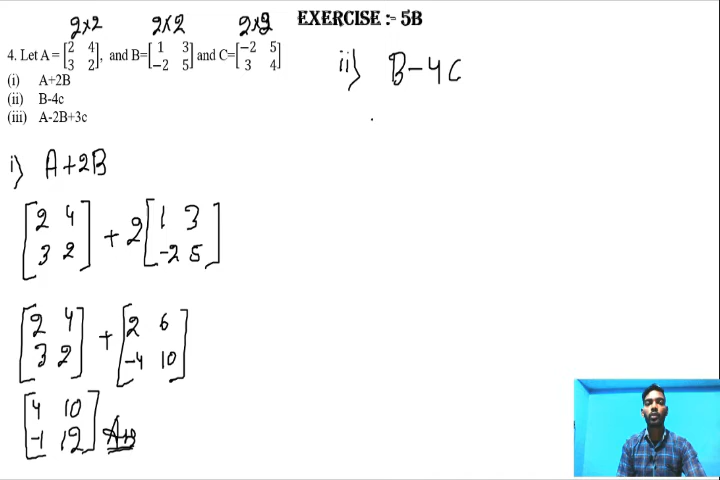 EXERCISE :- 5B
2×2 2×2 2×2
4. Let A = [2 4 3 2], and B=[1 3 -2 5] and C=[-2 5 3 4]
(i) A+2B
(ii) B-4c
(iii) A-2B+3c
i) A+2B
[2 4 3 2] + 2[1 3 -2 5]
[2 4 3 2] + [2 6 -4 10]
[4 10 -1 12] Ans
ii) B-4C